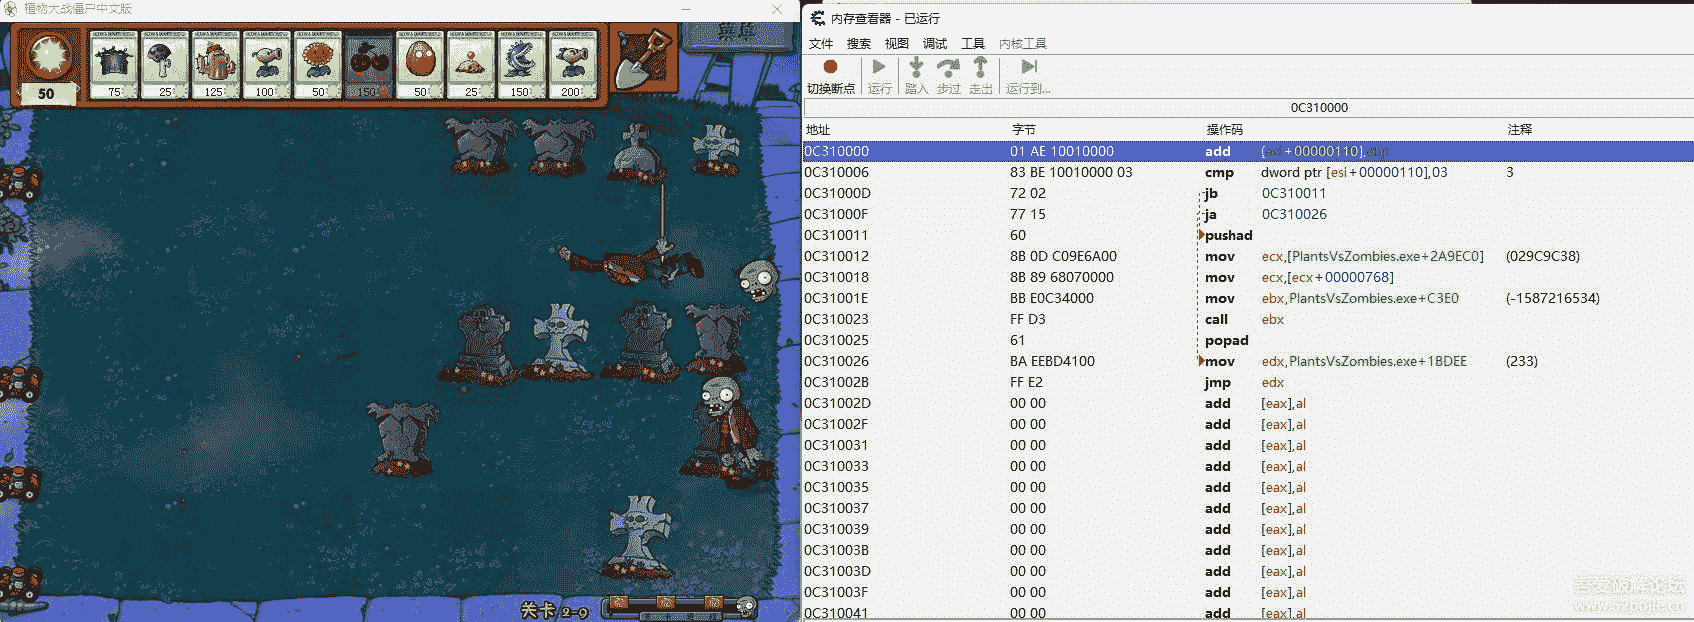 植物大战僵尸中文版
菜单
50
75 25 125 100 50 150 50 25 150 200
关卡 2-9
内存查看器 - 已运行
文件 搜索 视图 调试 工具 内核工具
切换断点 运行 踏入 步过 走出 运行到...
0C310000
地址 字节 操作码 注释
0C310000 01 AE 10010000 add [esi+00000110],ebp
0C310006 83 BE 10010000 03 cmp dword ptr [esi+00000110],03 3
0C31000D 72 02 jb 0C310011
0C31000F 77 15 ja 0C310026
0C310011 60 pushad
0C310012 8B 0D C09E6A00 mov ecx,[PlantsVsZombies.exe+2A9EC0] (029C9C38)
0C310018 8B 89 68070000 mov ecx,[ecx+00000768]
0C31001E BB E0C34000 mov ebx,PlantsVsZombies.exe+C3E0 (-1587216534)
0C310023 FF D3 call ebx
0C310025 61 popad
0C310026 BA EEBD4100 mov edx,PlantsVsZombies.exe+1BDEE (233)
0C31002B FF E2 jmp edx
0C31002D 00 00 add [eax],al
0C31002F 00 00 add [eax],al
0C310031 00 00 add [eax],al
0C310033 00 00 add [eax],al
0C310035 00 00 add [eax],al
0C310037 00 00 add [eax],al
0C310039 00 00 add [eax],al
0C31003B 00 00 add [eax],al
0C31003D 00 00 add [eax],al
0C31003F 00 00 add [eax],al
0C310041 00 00 add [eax],al
吾爱破解论坛
www.52pojie.cn